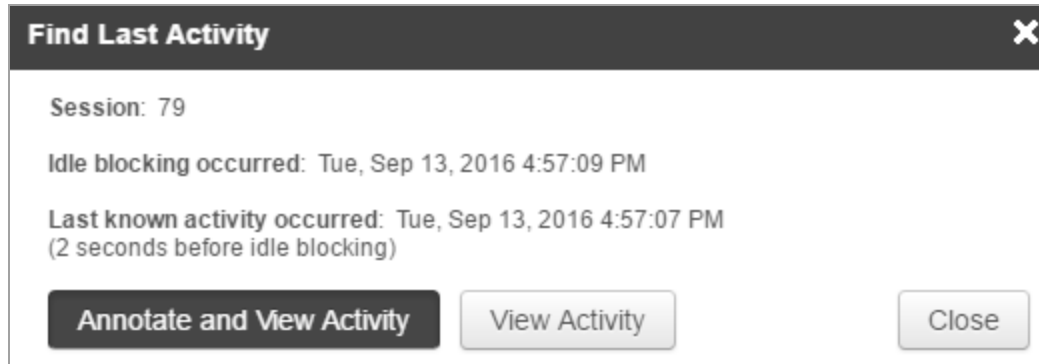 Find Last Activity
Session: 79
Idle blocking occurred: Tue, Sep 13, 2016 4:57:09 PM
Last known activity occurred: Tue, Sep 13, 2016 4:57:07 PM
(2 seconds before idle blocking)
Annotate and View Activity View Activity Close